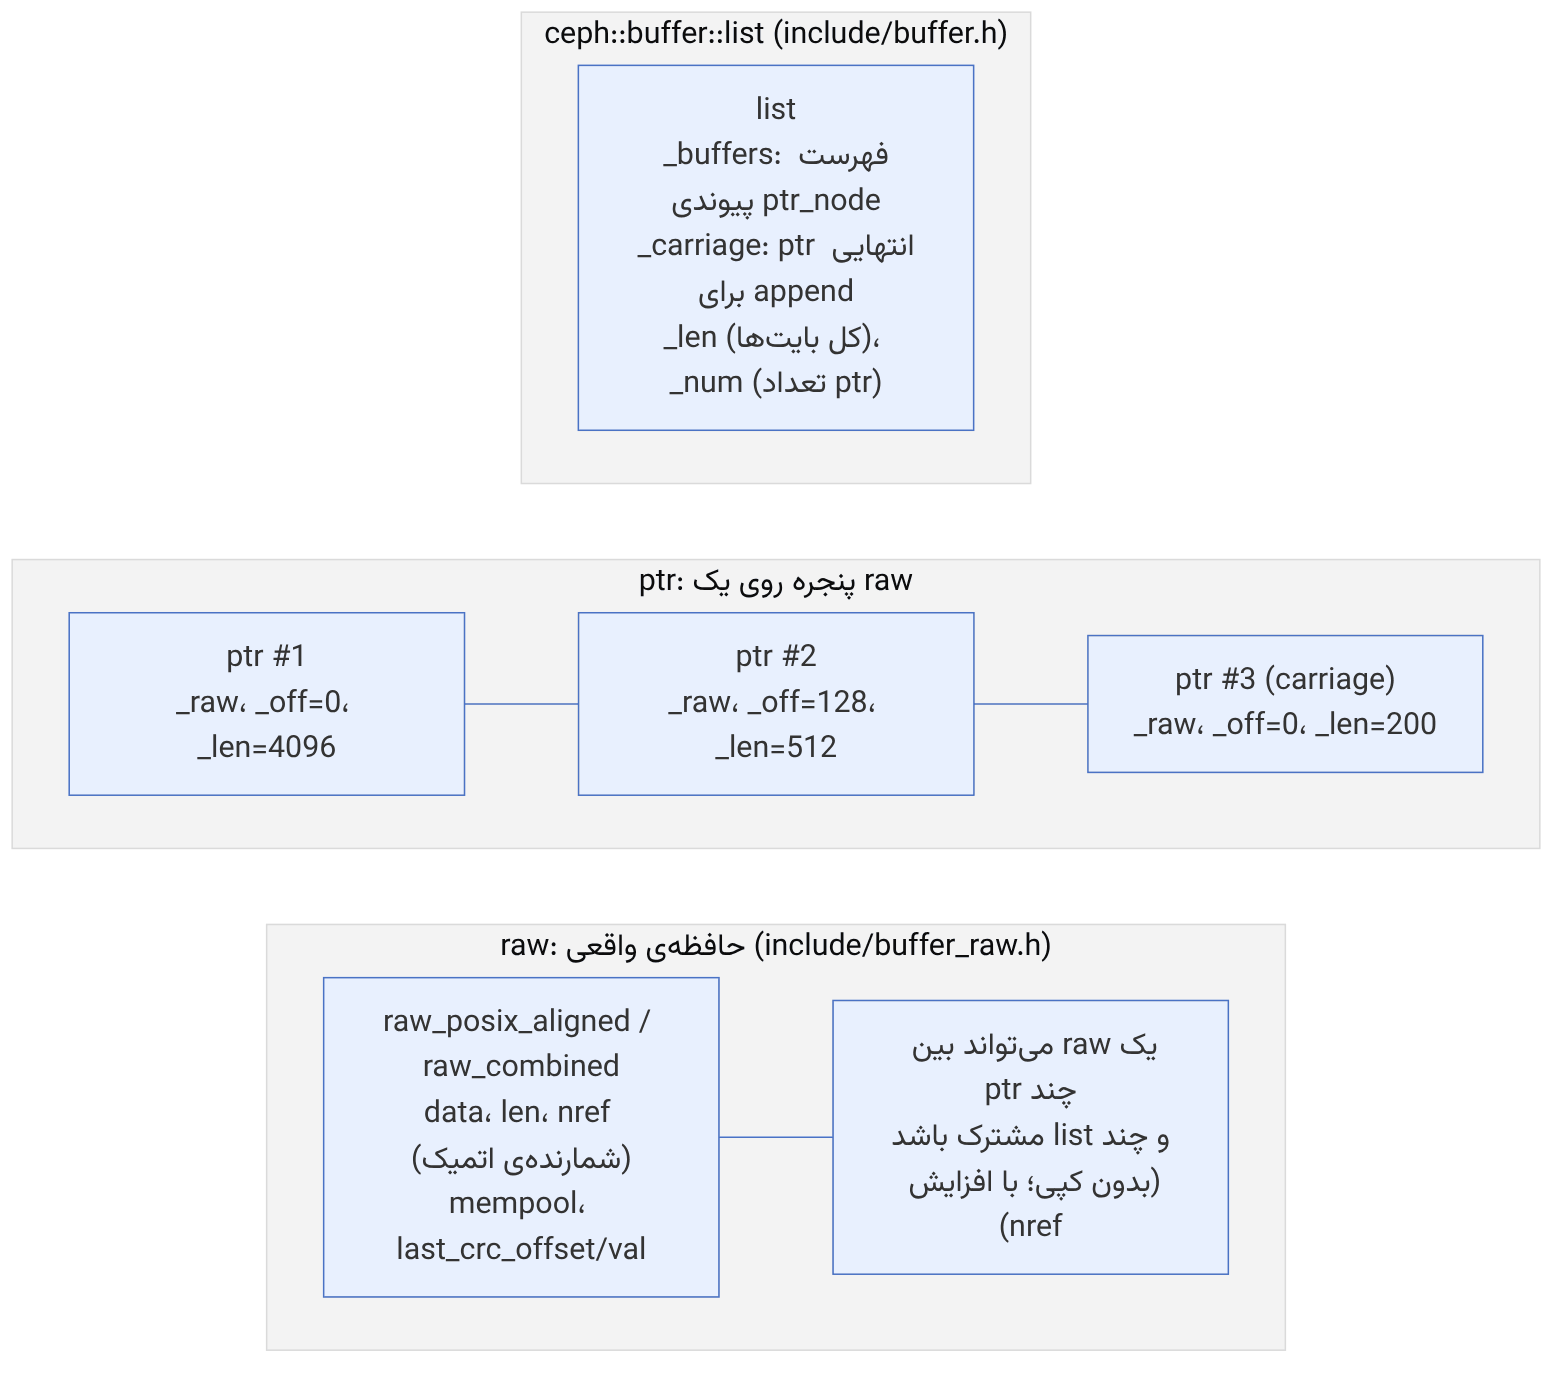 ceph::buffer::list (include/buffer.h)
list
_buffers: فهرست
پیوندی ptr_node
_carriage: ptr انتهایی
برای append
_len (کل بایت‌ها)،
_num (تعداد ptr)
ptr: پنجره روی یک raw
ptr #1
_raw، _off=0،
_len=4096
ptr #2
_raw، _off=128،
_len=512
ptr #3 (carriage)
_raw، _off=0، _len=200
raw: حافظه‌ی واقعی (include/buffer_raw.h)
raw_posix_aligned /
raw_combined
data، len، nref
(شمارنده‌ی اتمیک)
mempool،
last_crc_offset/val
یک raw می‌تواند بین
چند ptr
و چند list مشترک باشد
(بدون کپی؛ با افزایش
nref)